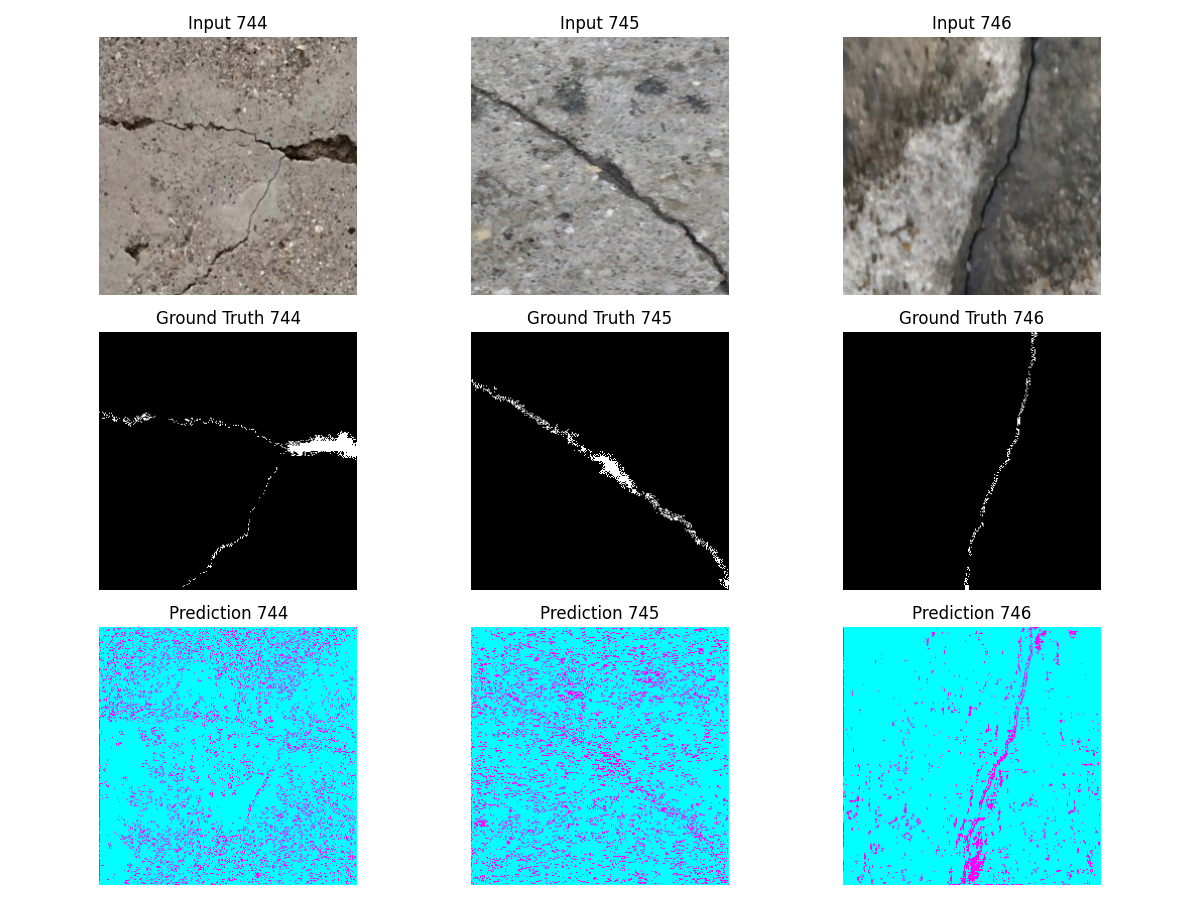 Input 744
Input 745
Input 746
Ground Truth 744
Ground Truth 745
Ground Truth 746
Prediction 744
Prediction 745
Prediction 746